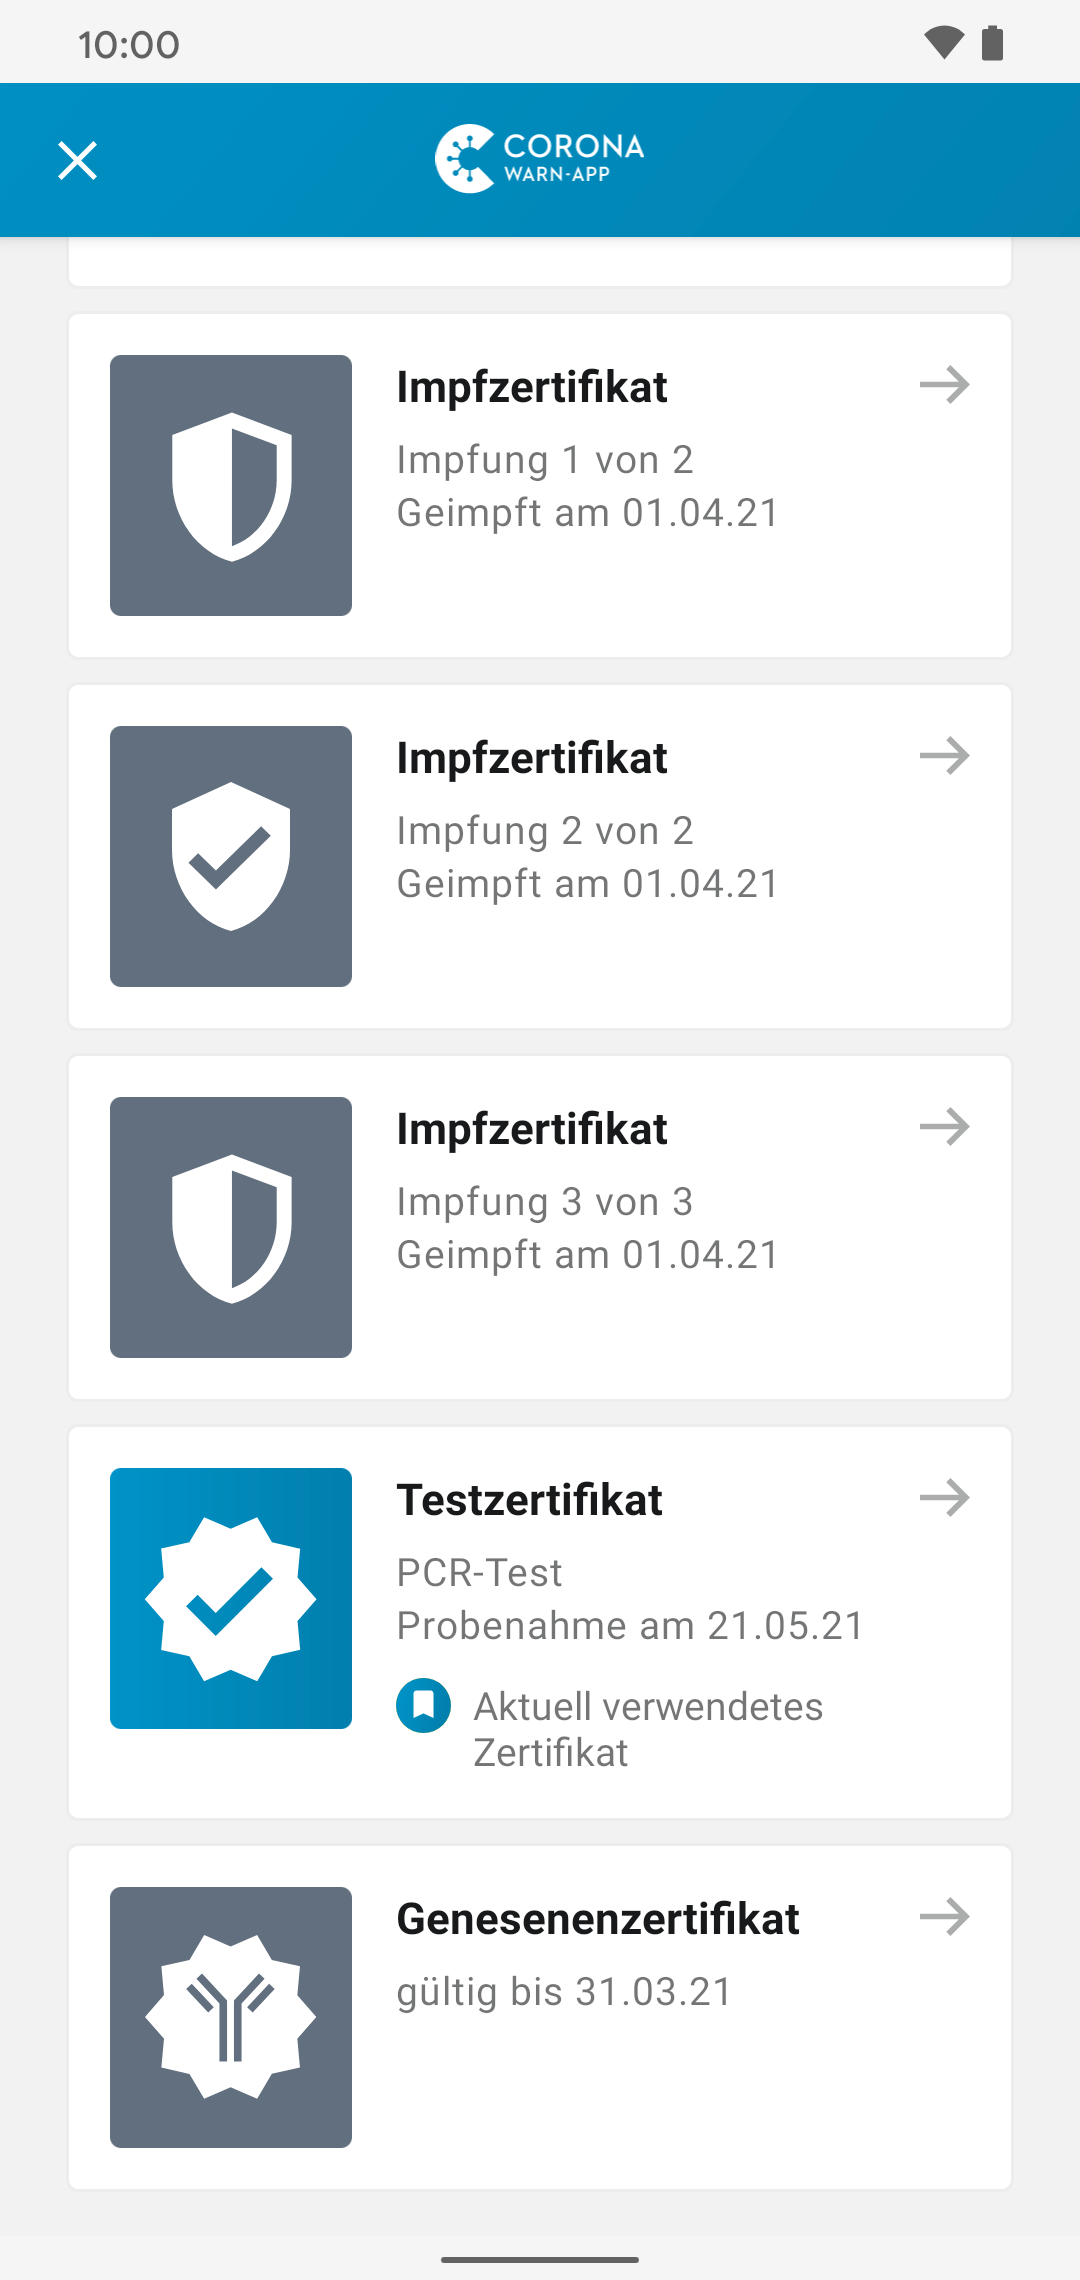 10:00
CORONA
WARN-APP
Impfzertifikat
Impfung 1 von 2
Geimpft am 01.04.21
Impfzertifikat
Impfung 2 von 2
Geimpft am 01.04.21
Impfzertifikat
Impfung 3 von 3
Geimpft am 01.04.21
Testzertifikat
PCR-Test
Probenahme am 21.05.21
Aktuell verwendetes
Zertifikat
Genesenenzertifikat
gültig bis 31.03.21